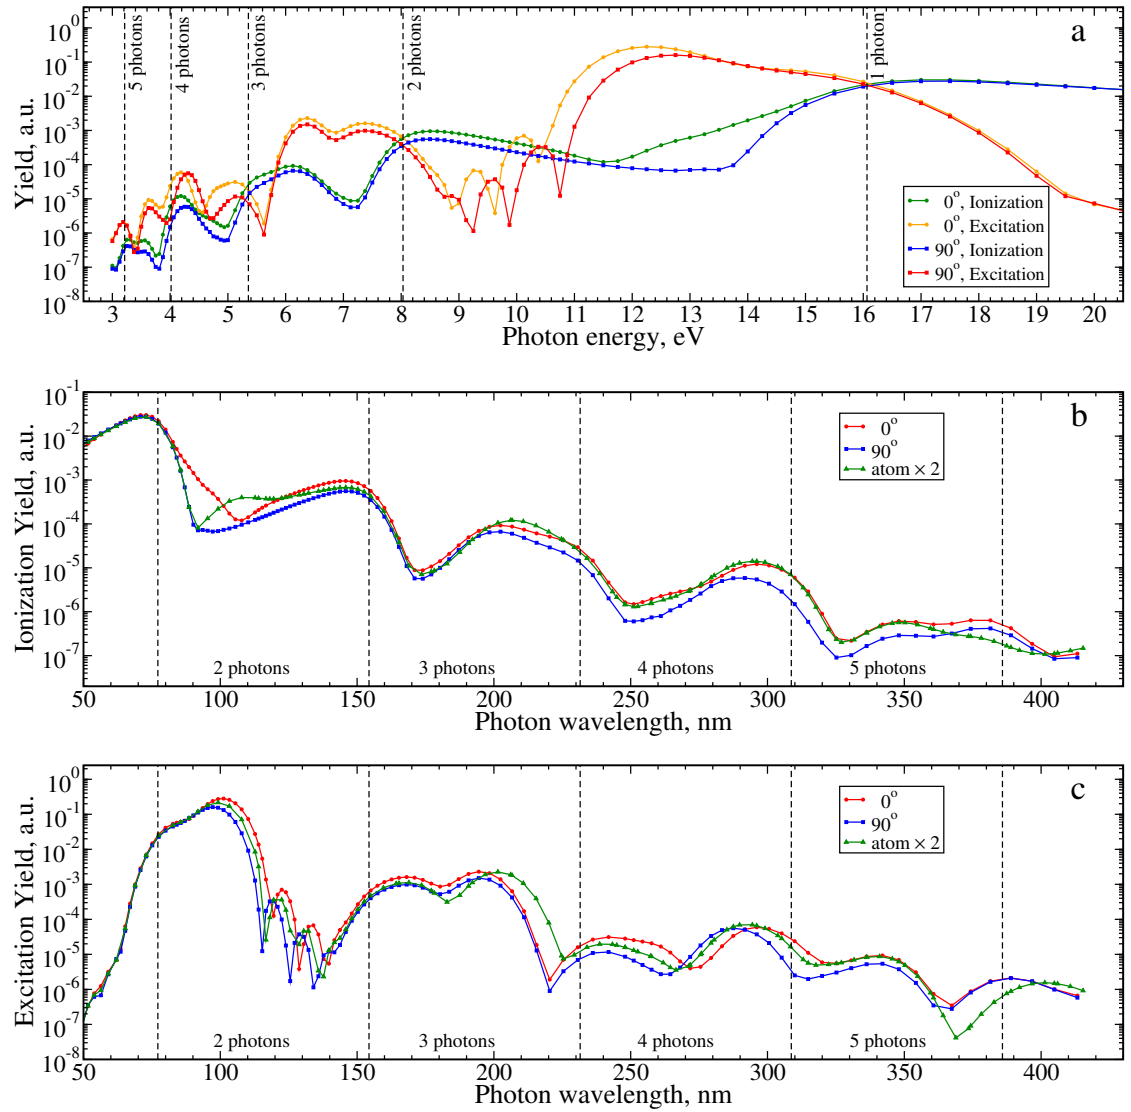 a
10^0
10^-1
10^-2
10^-3
10^-4
10^-5
10^-6
10^-7
10^-8
Yield, a.u.
5 photons
4 photons
3 photons
2 photons
1 photon
0°, Ionization
0°, Excitation
90°, Ionization
90°, Excitation
3 4 5 6 7 8 9 10 11 12 13 14 15 16 17 18 19 20
Photon energy, eV
b
10^-1
10^-2
10^-3
10^-4
10^-5
10^-6
10^-7
Ionization Yield, a.u.
0°
90°
atom × 2
2 photons 3 photons 4 photons 5 photons
50 100 150 200 250 300 350 400
Photon wavelength, nm
c
10^0
10^-1
10^-2
10^-3
10^-4
10^-5
10^-6
10^-7
10^-8
Excitation Yield, a.u.
0°
90°
atom × 2
2 photons 3 photons 4 photons 5 photons
50 100 150 200 250 300 350 400
Photon wavelength, nm